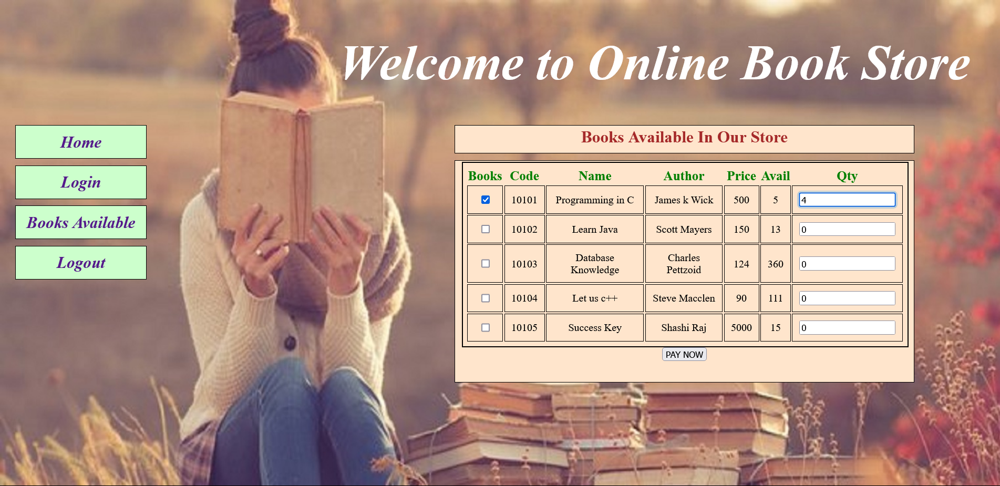 Welcome to Online Book Store
Home
Login
Books Available
Logout
Books Available In Our Store
Books Code Name Author Price Avail Qty
10101 Programming in C James k Wick 500 5 4
10102 Learn Java Scott Mayers 150 13 0
10103 Database Knowledge Charles Pettzoid 124 360 0
10104 Let us c++ Steve Macclen 90 111 0
10105 Success Key Shashi Raj 5000 15 0
PAY NOW